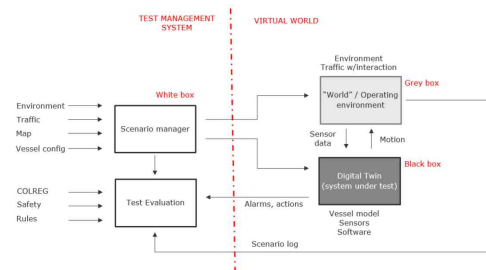 TEST MANAGEMENT
SYSTEM
VIRTUAL WORLD
Environment
Traffic w/interaction
White box
Grey box
Environment
Traffic
Map
Vessel config
Scenario manager
"World" / Operating
environment
Sensor
data
Motion
Black box
Digital Twin
(system under test)
COLREG
Safety
Rules
Test Evaluation
Alarms, actions
Vessel model
Sensors
Software
Scenario log